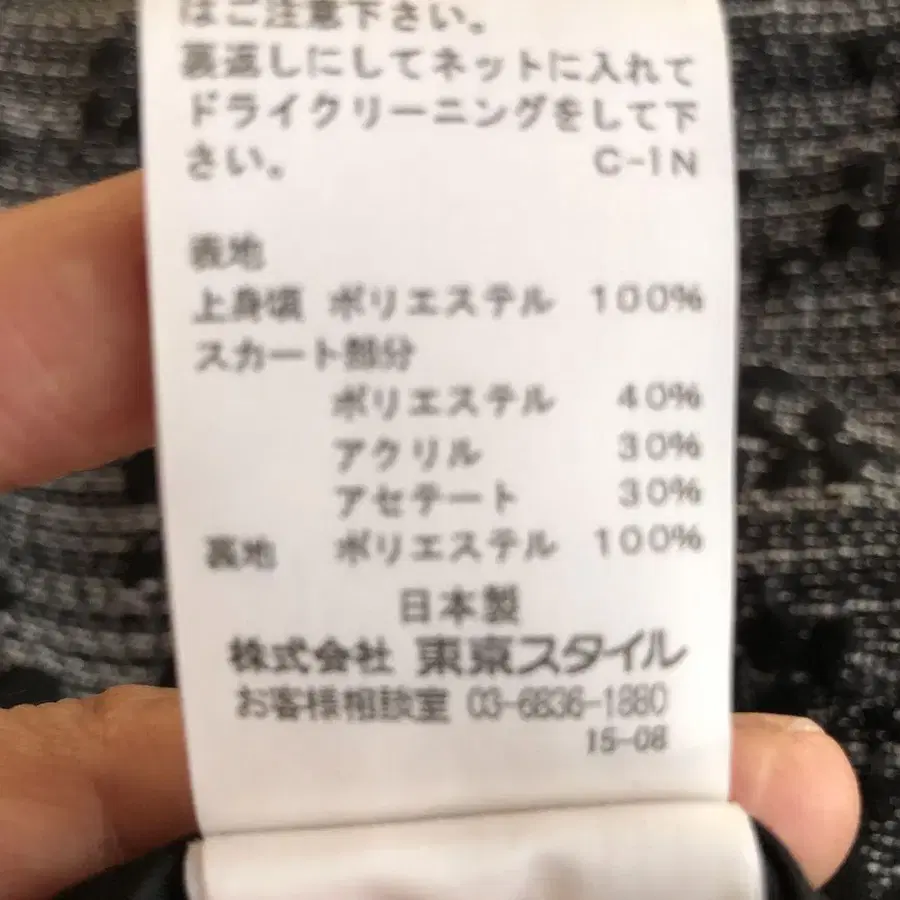 はご注意下さい。
裏返しにしてネットに入れて
ドライクリーニングをして下
さい。 C-1N
表地
上身頃 ポリエステル 100%
スカート部分
ポリエステル 40%
アクリル 30%
アセテート 30%
裏地 ポリエステル 100%
日本製
株式会社 東京スタイル
お客様相談室 03-6836-1880
15-08